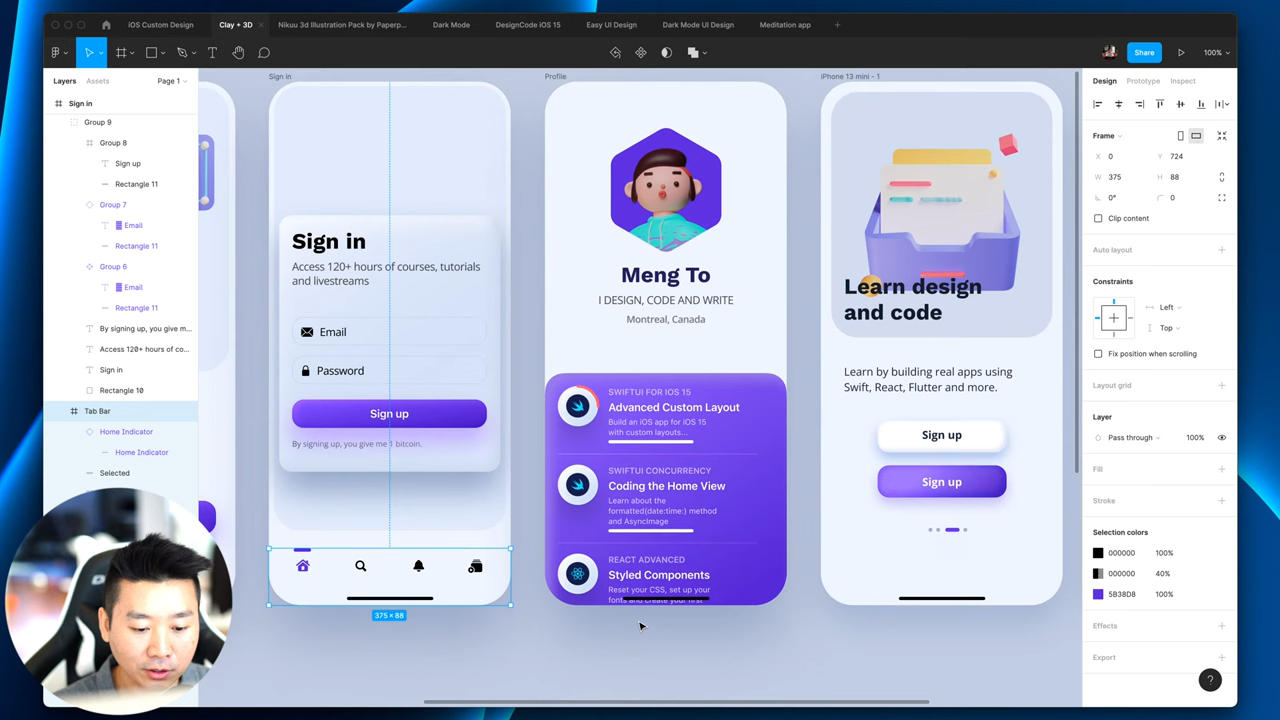 iOS Custom Design
Clay + 3D
Nikuu 3d Illustration Pack by Paperp...
Dark Mode
DesignCode iOS 15
Easy UI Design
Dark Mode UI Design
Meditation app
Share
100%
Layers
Assets
Page 1
Sign in
Group 9
Group 8
Sign up
Rectangle 11
Group 7
Email
Rectangle 11
Group 6
Email
Rectangle 11
By signing up, you give m...
Access 120+ hours of co...
Sign in
Rectangle 10
Tab Bar
Home Indicator
Home Indicator
Selected
Sign in
Sign in
Access 120+ hours of courses, tutorials
and livestreams
Email
Password
Sign up
By signing up, you give me 1 bitcoin.
375 × 88
Profile
Meng To
I DESIGN, CODE AND WRITE
Montreal, Canada
SWIFTUI FOR IOS 15
Advanced Custom Layout
Build an iOS app for iOS 15
with custom layouts...
SWIFTUI CONCURRENCY
Coding the Home View
Learn about the
formatted(date:time:) method
and AsyncImage
REACT ADVANCED
Styled Components
Reset your CSS, set up your
fonts and create your first
iPhone 13 mini - 1
Learn design
and code
Learn by building real apps using
Swift, React, Flutter and more.
Sign up
Sign up
Design
Prototype
Inspect
Frame
X 0
Y 724
W 375
H 88
0°
0
Clip content
Auto layout
Constraints
Left
Top
Fix position when scrolling
Layout grid
Layer
Pass through
100%
Fill
Stroke
Selection colors
000000 100%
000000 40%
5B38D8 100%
Effects
Export
?